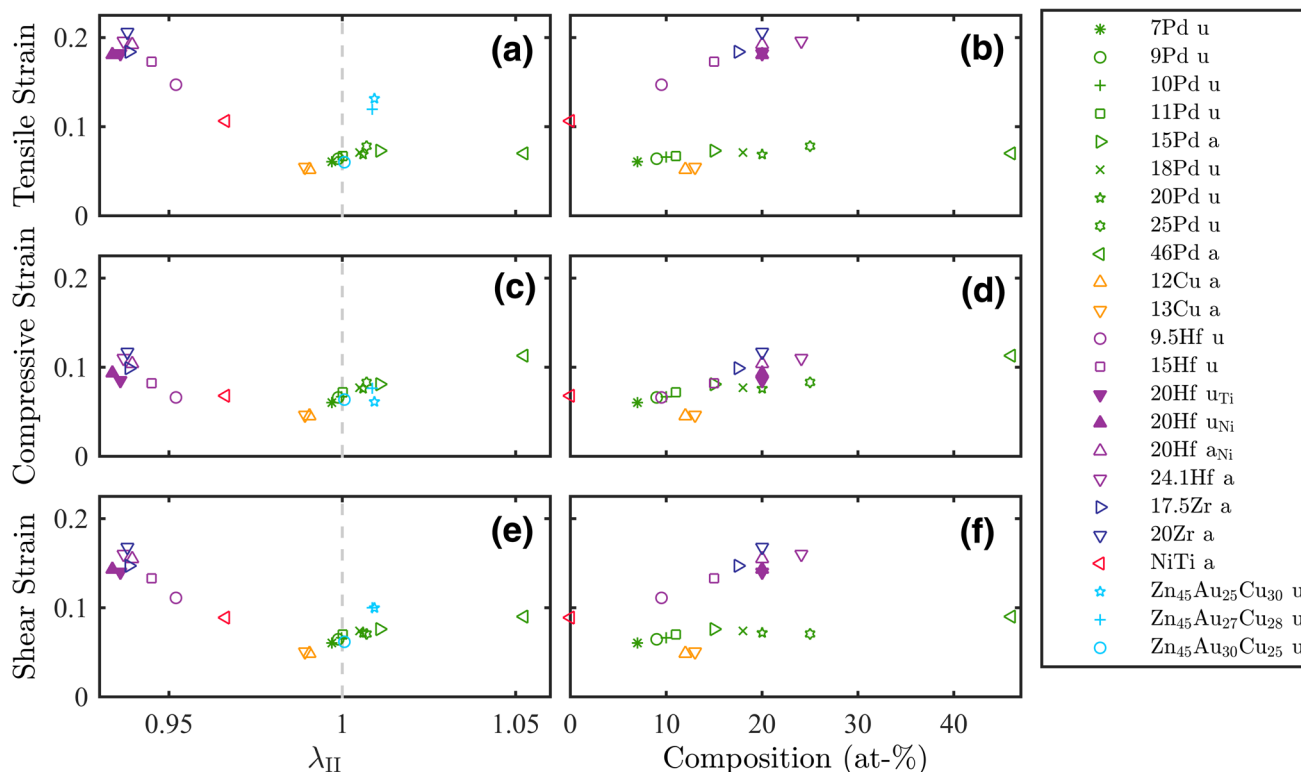 Tensile Strain
0.2
0.1
0
(a)
(b)
Compressive Strain
0.2
0.1
0
(c)
(d)
Shear Strain
0.2
0.1
0
(e)
(f)
0.95
1
1.05
λII
0
10
20
30
40
Composition (at-%)
7Pd u
9Pd u
10Pd u
11Pd u
15Pd a
18Pd u
20Pd u
25Pd u
46Pd a
12Cu a
13Cu a
9.5Hf u
15Hf u
20Hf uTi
20Hf uNi
20Hf aNi
24.1Hf a
17.5Zr a
20Zr a
NiTi a
Zn45Au25Cu30 u
Zn45Au27Cu28 u
Zn45Au30Cu25 u